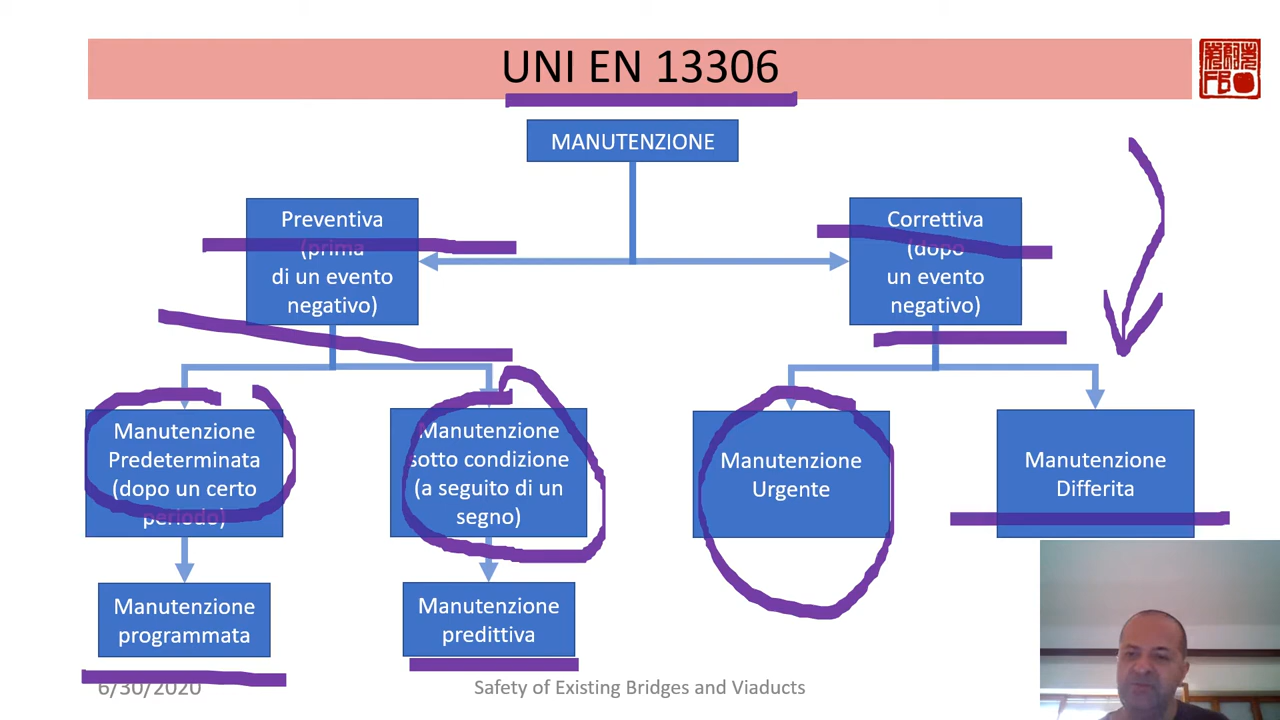 UNI EN 13306
MANUTENZIONE
Preventiva
(prima
di un evento
negativo)
Correttiva
(dopo
un evento
negativo)
Manutenzione
Predeterminata
(dopo un certo
periodo)
Manutenzione
sotto condizione
(a seguito di un
segno)
Manutenzione
Urgente
Manutenzione
Differita
Manutenzione
programmata
Manutenzione
predittiva
6/30/2020
Safety of Existing Bridges and Viaducts